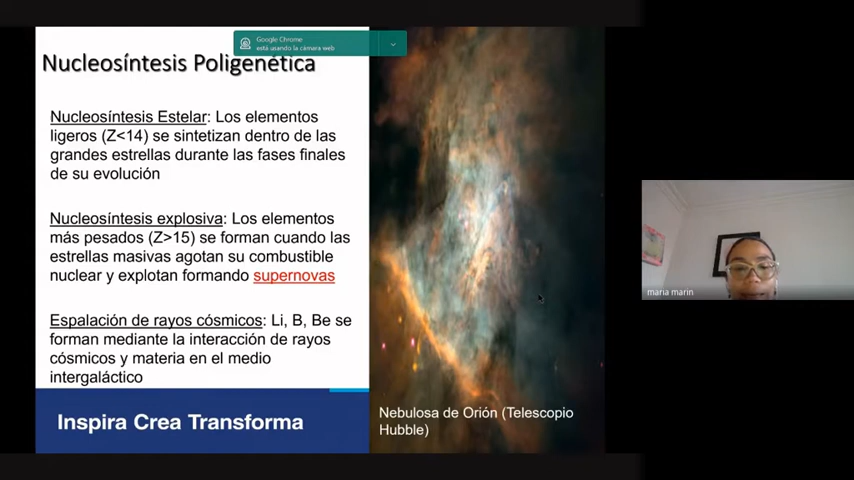 Google Chrome
está usando la cámara web
Nucleosíntesis Poligenética
Nucleosíntesis Estelar: Los elementos
ligeros (Z<14) se sintetizan dentro de las
grandes estrellas durante las fases finales
de su evolución
Nucleosíntesis explosiva: Los elementos
más pesados (Z>15) se forman cuando las
estrellas masivas agotan su combustible
nuclear y explotan formando supernovas
Espalación de rayos cósmicos: Li, B, Be se
forman mediante la interacción de rayos
cósmicos y materia en el medio
intergaláctico
Inspira Crea Transforma
Nebulosa de Orión (Telescopio
Hubble)
maria marin